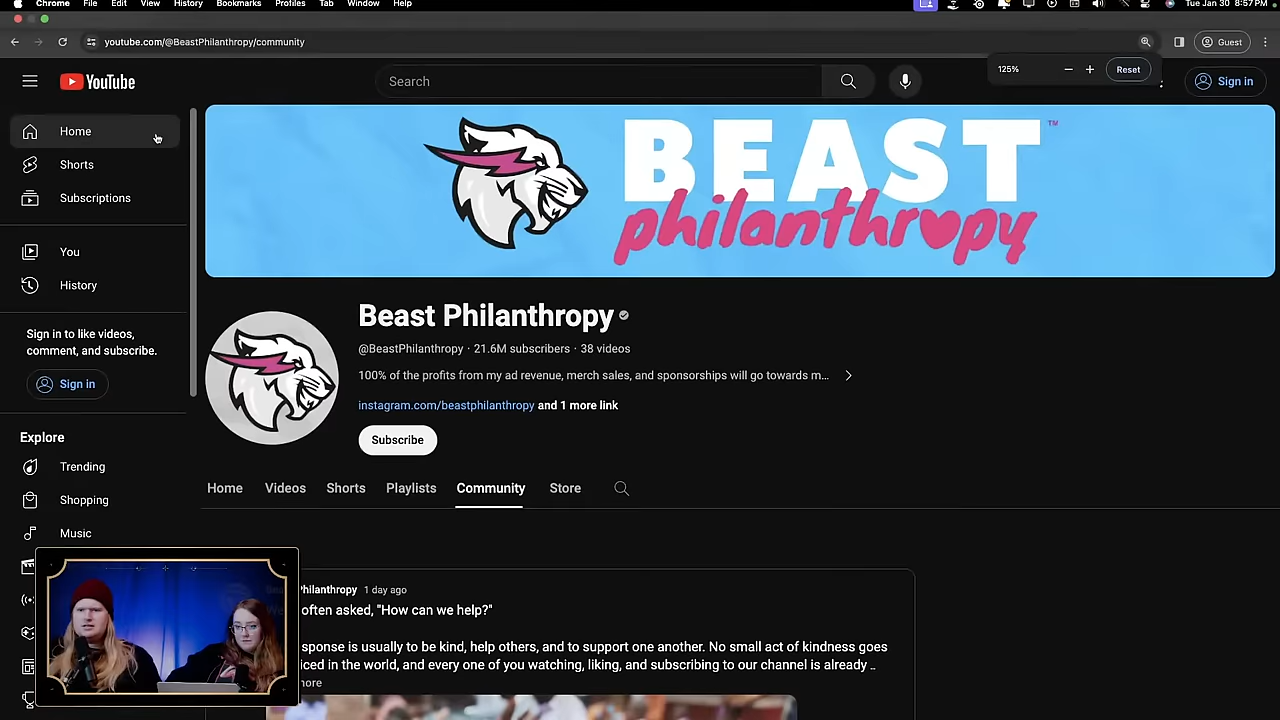 Chrome File Edit View History Bookmarks Profiles Tab Window Help Tue Jan 30 8:57 PM
youtube.com/@BeastPhilanthropy/community Guest
125% Reset
YouTube Search Sign in
Home
Shorts
Subscriptions
You
History
Sign in to like videos,
comment, and subscribe.
Sign in
Explore
Trending
Shopping
Music
BEAST™
philanthropy
Beast Philanthropy
@BeastPhilanthropy · 21.6M subscribers · 38 videos
100% of the profits from my ad revenue, merch sales, and sponsorships will go towards m...
instagram.com/beastphilanthropy and 1 more link
Subscribe
Home Videos Shorts Playlists Community Store
hilanthropy 1 day ago
often asked, "How can we help?"
sponse is usually to be kind, help others, and to support one another. No small act of kindness goes
iced in the world, and every one of you watching, liking, and subscribing to our channel is already ..